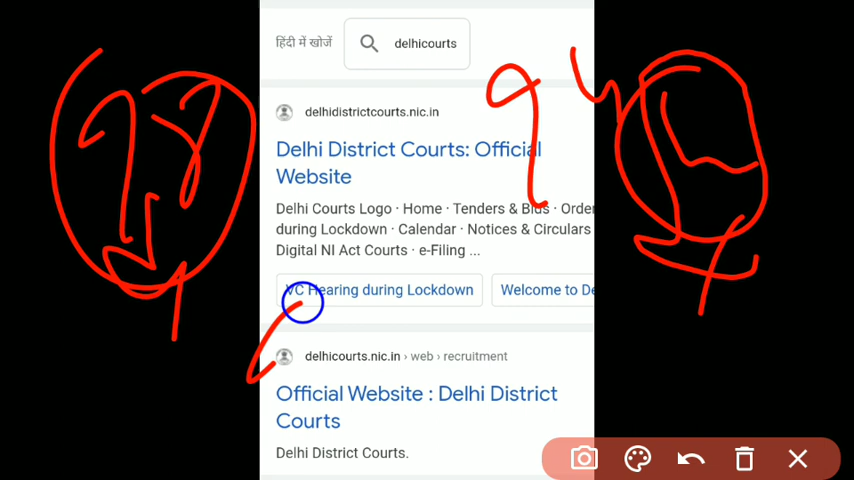 हिंदी में खोजें
delhicourts
delhidistrictcourts.nic.in
Delhi District Courts: Official
Website
Delhi Courts Logo · Home · Tenders & Bids · Order
during Lockdown · Calendar · Notices & Circulars
Digital NI Act Courts · e-Filing ...
VC Hearing during Lockdown
Welcome to De
delhicourts.nic.in › web › recruitment
Official Website : Delhi District
Courts
Delhi District Courts.